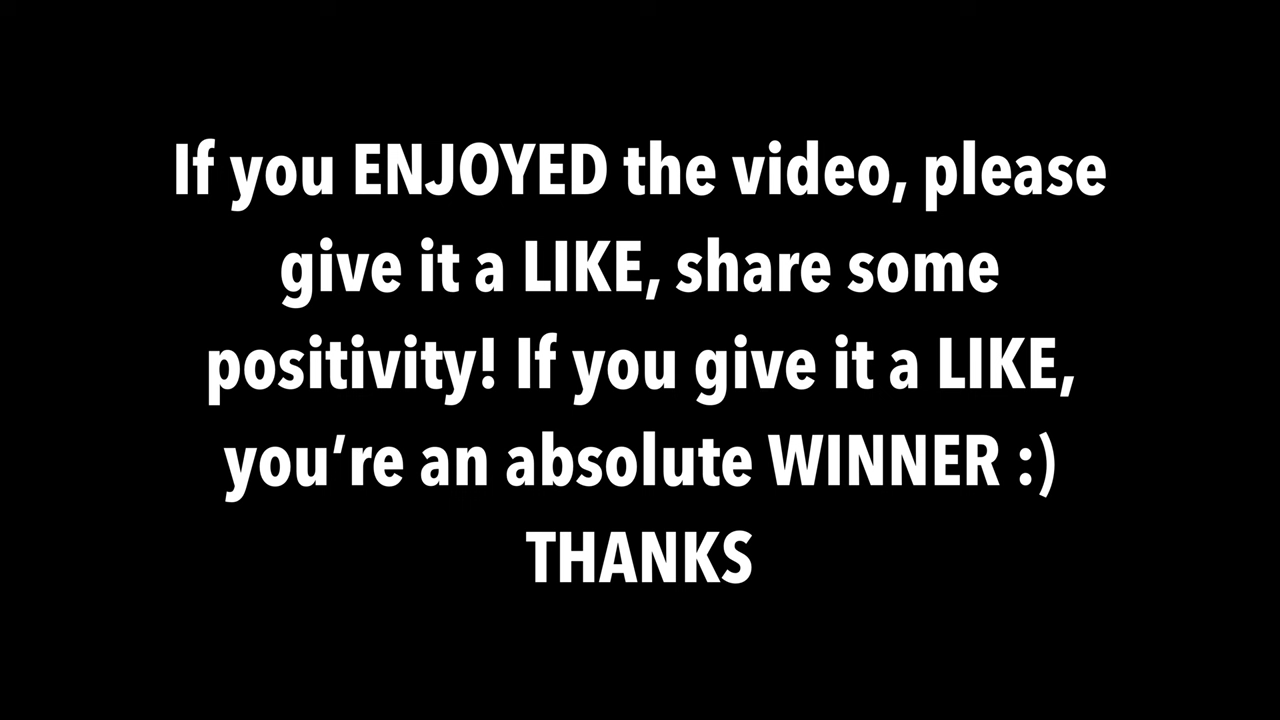 If you ENJOYED the video, please
give it a LIKE, share some
positivity! If you give it a LIKE,
you’re an absolute WINNER :)
THANKS